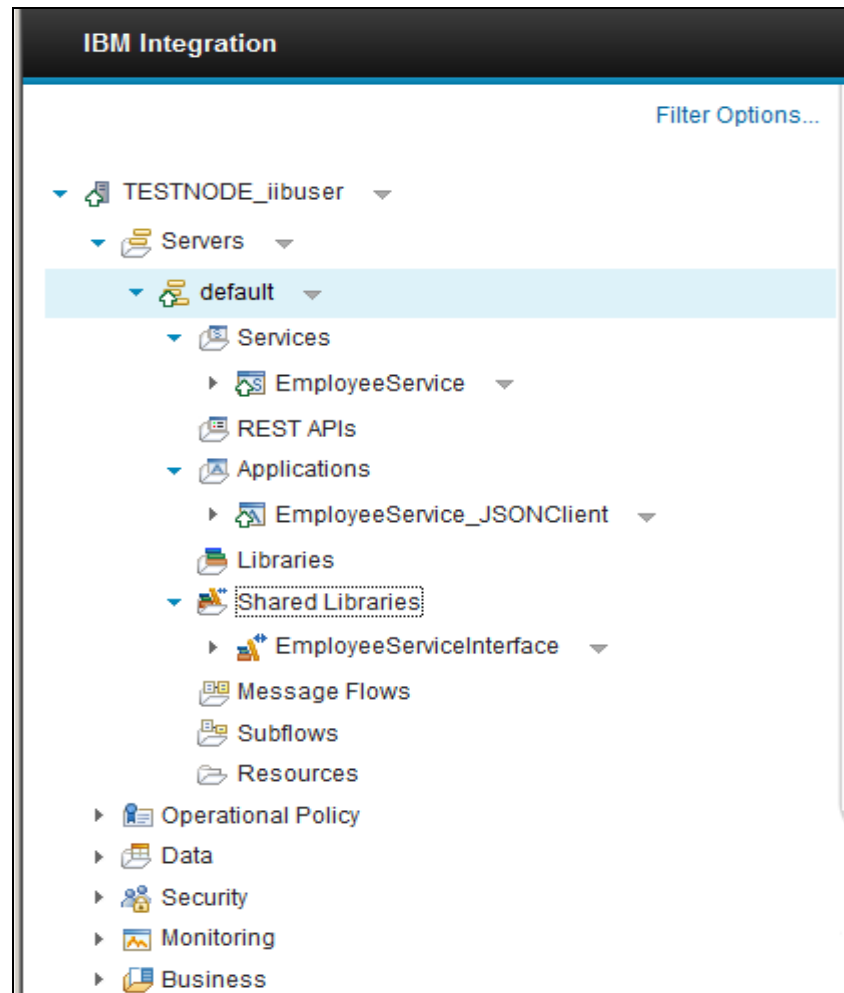 IBM Integration
Filter Options...
TESTNODE_iibuser
Servers
default
Services
EmployeeService
REST APIs
Applications
EmployeeService_JSONClient
Libraries
Shared Libraries
EmployeeServiceInterface
Message Flows
Subflows
Resources
Operational Policy
Data
Security
Monitoring
Business